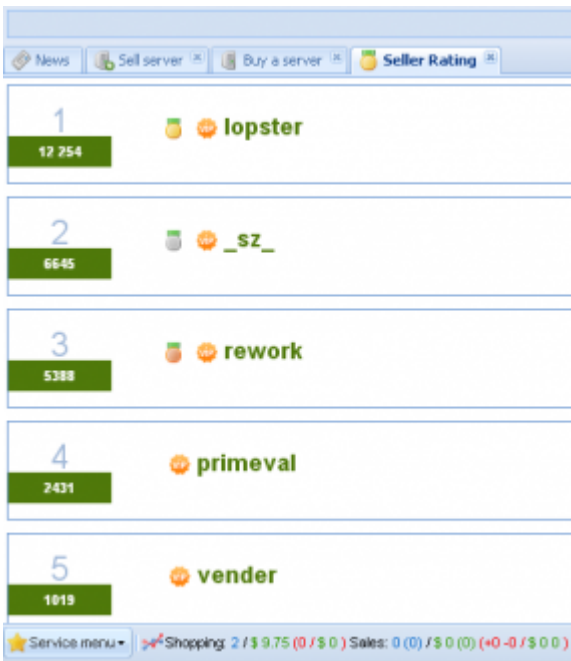 News Sell server Buy a server Seller Rating
1
12 254
lopster
2
6645
_sz_
3
5388
rework
4
2431
primeval
5
1019
vender
Service menu Shopping: 2 / $ 9.75 (0 / $ 0 ) Sales: 0 (0) / $ 0 (0) (+0 -0 / $ 0 0 )